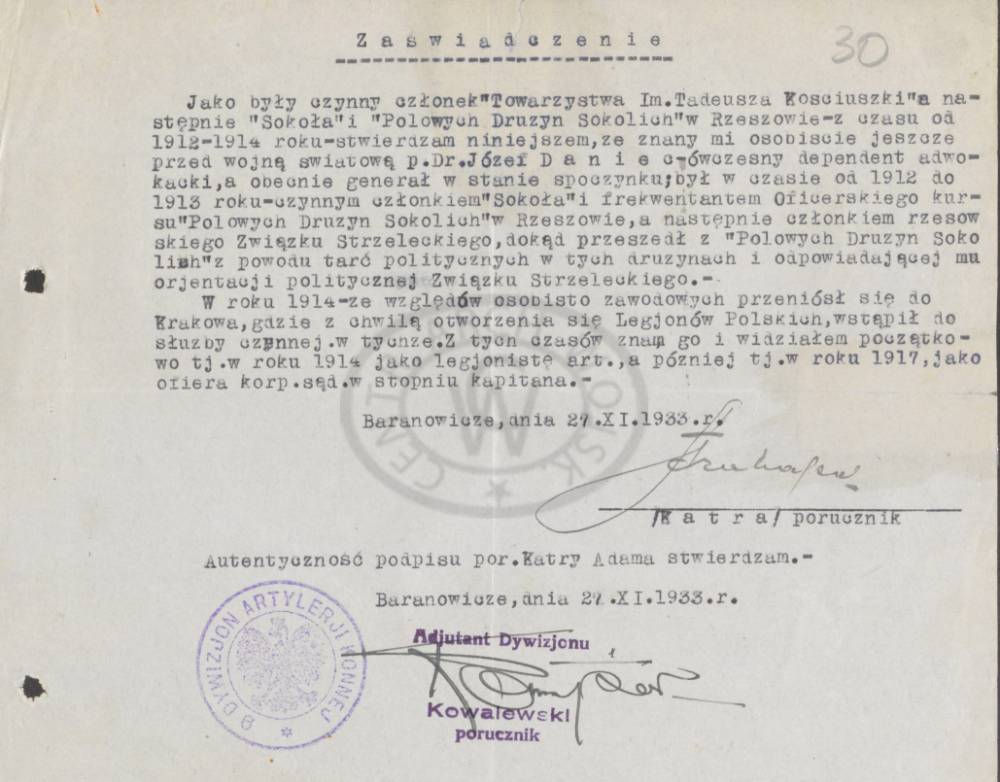 Zaswiadczenie
30
Jako były czynny członek"Towarzystwa Im.Tadeusza Kosciuszki"a na-
stępnie "Sokoła"i "Polowych Druzyn Sokolich"w Rzeszowie-z czasu od
1912-1914 roku-stwierdzam niniejszem,ze znany mi osobiscie jeszcze
przed wojną swiatową p.Dr.Józef D a n i e c-ówczesny dependent adwo-
kacki,a obecnie generał w stanie spoczynku;był w czasie od 1912 do
1913 roku-czynnym członkiem"Sokoła"i frekwentantem Oficerskiego kur-
su"Polowych Druzyn Sokolich"w Rzeszowie,a następnie członkiem rzesow
skiego Związku Strzeleckiego,dokąd przeszedł z "Polowych Druzyn Soko
lich"z powodu tarć politycznych w tych druzynach i odpowiadającej mu
orjentacji politycznej Związku Strzeleckiego.-
W roku 1914-ze względów osobisto zawodowych przeniósł się do
Krakowa,gdzie z chwilą otworzenia się Legjonów Polskich,wstąpił do
słuzby czynnej.w tychze.Z tych czasów znam go i widziałem początko-
wo tj.w roku 1914 jako legjonistę art.,a później tj.w roku 1917,jako
ofiera korp.sąd.w stopniu kapitana.-
Baranowicze,dnia 27.XI.1933.r.
/K a t r a/ porucznik
Autentyczność podpisu por.Katry Adama stwierdzam.-
Baranowicze,dnia 27.XI.1933.r.
9 DYWIZJON ARTYLERJI KONNEJ
Adjutant Dywizjonu
Kowalewski
porucznik